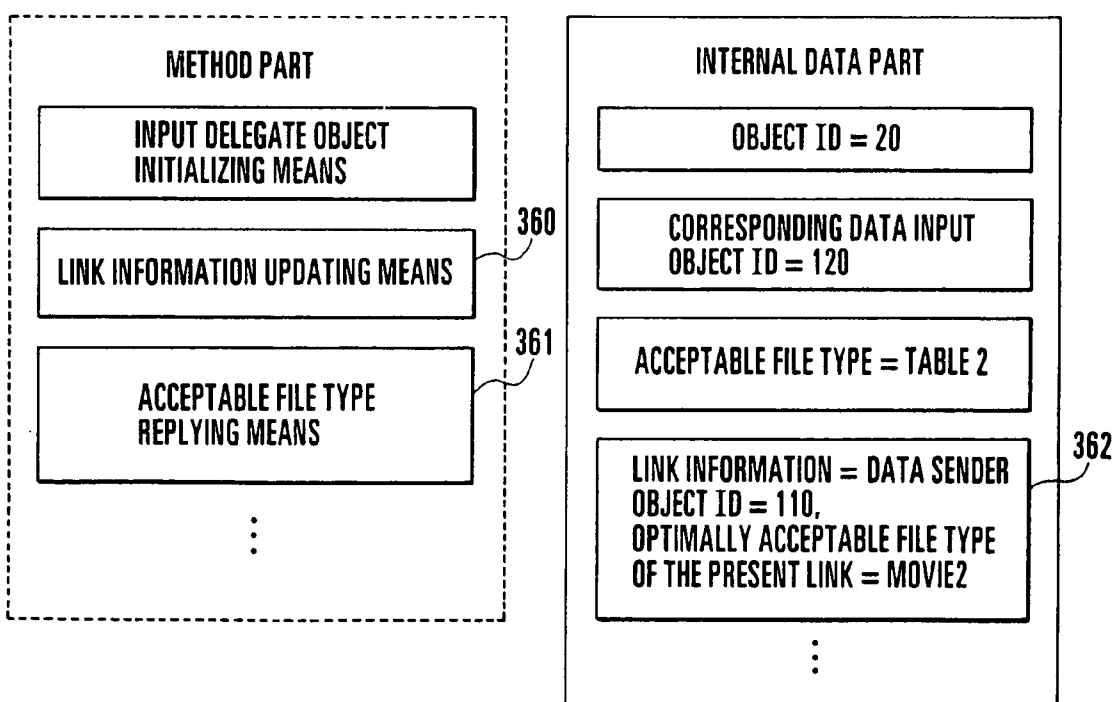 METHOD PART
INPUT DELEGATE OBJECT
INITIALIZING MEANS
360
LINK INFORMATION UPDATING MEANS
361
ACCEPTABLE FILE TYPE
REPLYING MEANS
INTERNAL DATA PART
OBJECT ID = 20
CORRESPONDING DATA INPUT
OBJECT ID = 120
ACCEPTABLE FILE TYPE = TABLE 2
362
LINK INFORMATION = DATA SENDER
OBJECT ID = 110,
OPTIMALLY ACCEPTABLE FILE TYPE
OF THE PRESENT LINK = MOVIE2